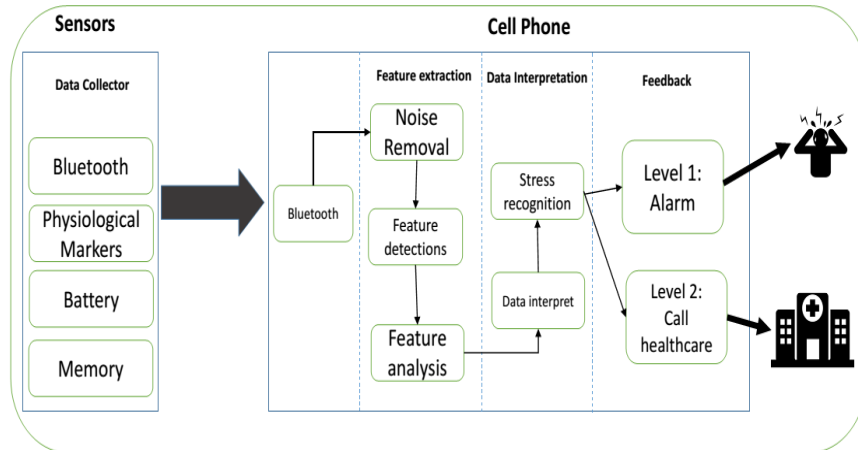 Sensors
Cell Phone
Data Collector
Bluetooth
Physiological
Markers
Battery
Memory
Bluetooth
Feature extraction
Noise
Removal
Feature
detections
Feature
analysis
Data Interpretation
Stress
recognition
Data interpret
Feedback
Level 1:
Alarm
Level 2:
Call
healthcare